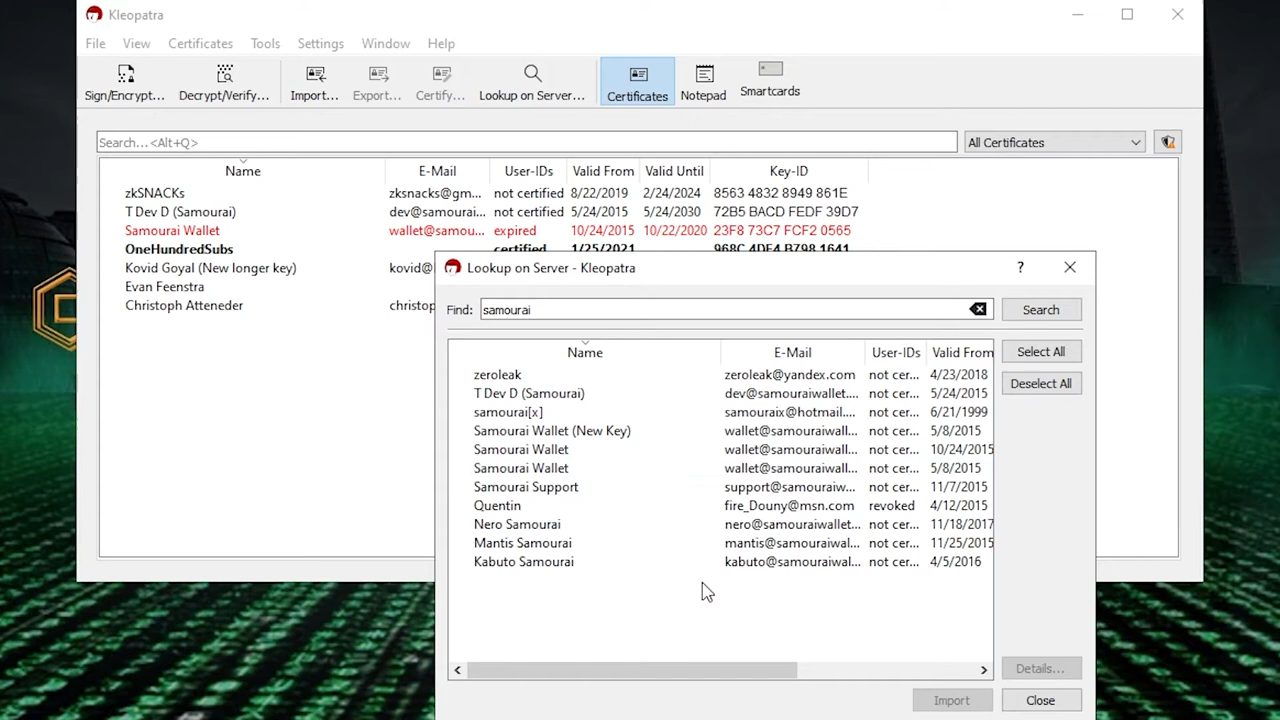 Kleopatra
File View Certificates Tools Settings Window Help
Sign/Encrypt... Decrypt/Verify... Import... Export... Certify... Lookup on Server... Certificates Notepad Smartcards
Search...<Alt+Q> All Certificates
Name E-Mail User-IDs Valid From Valid Until Key-ID
zkSNACKs zksnacks@gm... not certified 8/22/2019 2/24/2024 8563 4832 8949 861E
T Dev D (Samourai) dev@samourai... not certified 5/24/2015 5/24/2030 72B5 BACD FEDF 39D7
Samourai Wallet wallet@samou... expired 10/24/2015 10/22/2020 23F8 73C7 FCF2 0565
OneHundredSubs certified 1/25/2021 968C 4DF4 B798 1641
Kovid Goyal (New longer key) kovid@
Evan Feenstra
Christoph Atteneder christop
Lookup on Server - Kleopatra ?
Find: samourai Search
Name E-Mail User-IDs Valid From Select All
zeroleak zeroleak@yandex.com not cer... 4/23/2018 Deselect All
T Dev D (Samourai) dev@samouraiwallet.... not cer... 5/24/2015
samourai[x] samouraix@hotmail.... not cer... 6/21/1999
Samourai Wallet (New Key) wallet@samouraiwall... not cer... 5/8/2015
Samourai Wallet wallet@samouraiwall... not cer... 10/24/2015
Samourai Wallet wallet@samouraiwall... not cer... 5/8/2015
Samourai Support support@samouraiw... not cer... 11/7/2015
Quentin fire_Douny@msn.com revoked 4/12/2015
Nero Samourai nero@samouraiwallet... not cer... 11/18/2017
Mantis Samourai mantis@samouraiwal... not cer... 11/25/2015
Kabuto Samourai kabuto@samouraiwal... not cer... 4/5/2016
Details...
Import Close